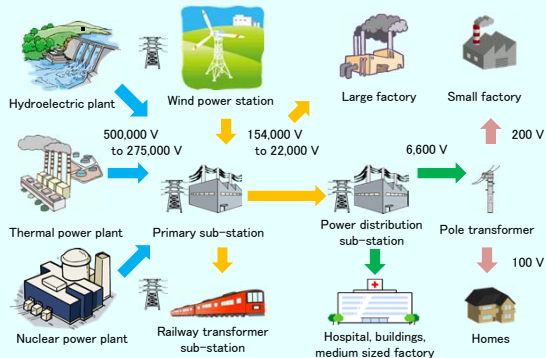 Hydroelectric plant
Wind power station
Large factory
Small factory
500,000 V
to 275,000 V
154,000 V
to 22,000 V
6,600 V
200 V
Thermal power plant
Primary sub-station
Power distribution
sub-station
Pole transformer
100 V
Nuclear power plant
Railway transformer
sub-station
Hospital, buildings,
medium sized factory
Homes